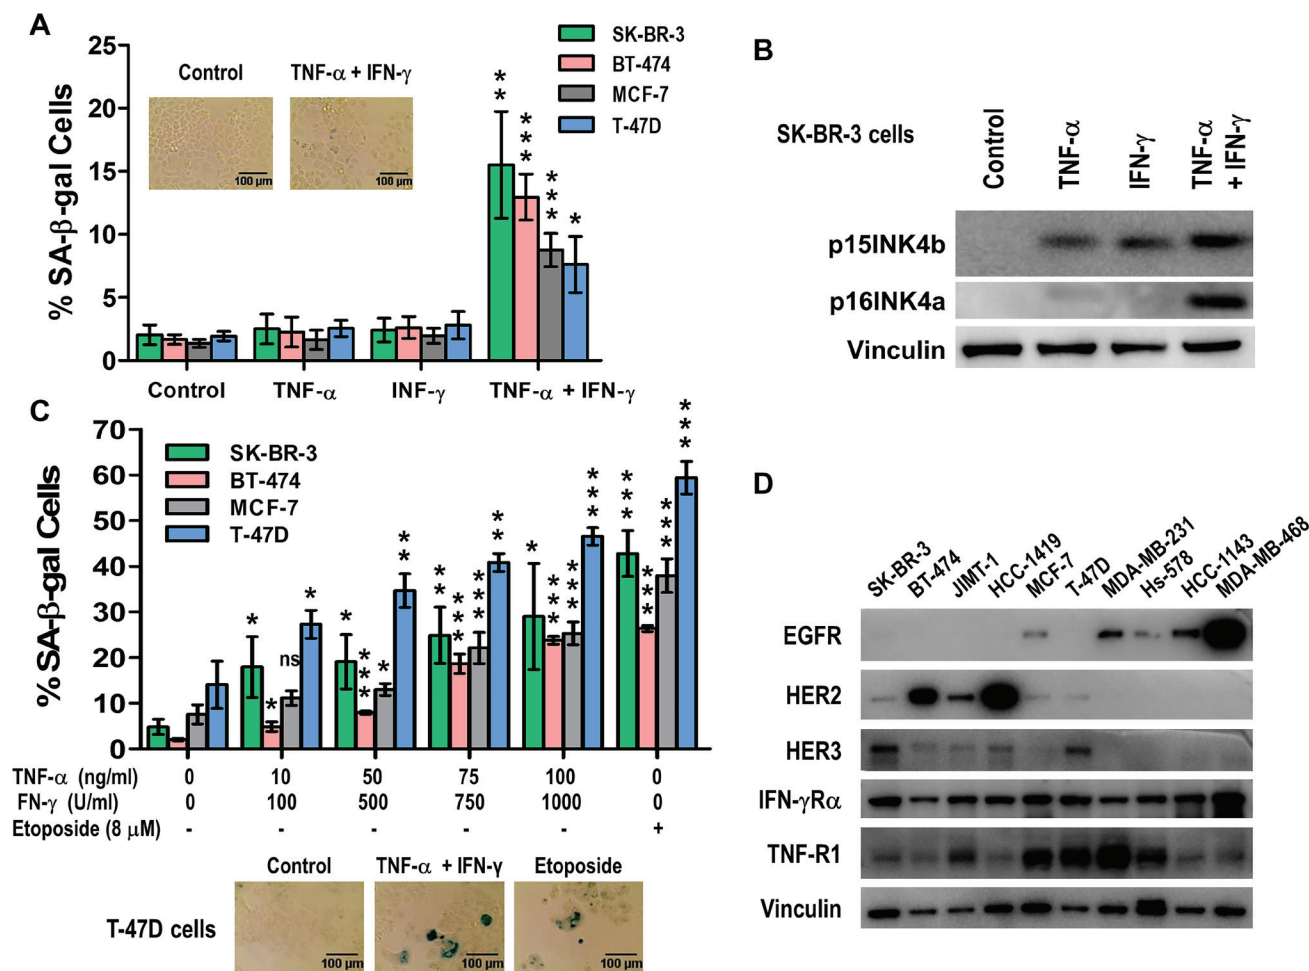 A
% SA-β-gal Cells
25
20
15
10
5
0
Control
TNF-α + IFN-γ
100 µm
100 µm
SK-BR-3
BT-474
MCF-7
T-47D
**
***
***
*
Control
TNF-α
INF-γ
TNF-α + IFN-γ
B
SK-BR-3 cells
Control
TNF-α
IFN-γ
TNF-α
+ IFN-γ
p15INK4b
p16INK4a
Vinculin
C
% SA-β-gal Cells
70
60
50
40
30
20
10
0
SK-BR-3
BT-474
MCF-7
T-47D
*
*
ns
*
*
***
*
**
**
***
***
**
*
***
***
***
***
***
***
***
TNF-α (ng/ml) 0 10 50 75 100 0
FN-γ (U/ml) 0 100 500 750 1000 0
Etoposide (8 µM) - - - - - +
Control
TNF-α + IFN-γ
Etoposide
T-47D cells
100 µm
100 µm
100 µm
D
SK-BR-3
BT-474
JIMT-1
HCC-1419
MCF-7
T-47D
MDA-MB-231
Hs-578
HCC-1143
MDA-MB-468
EGFR
HER2
HER3
IFN-γRα
TNF-R1
Vinculin